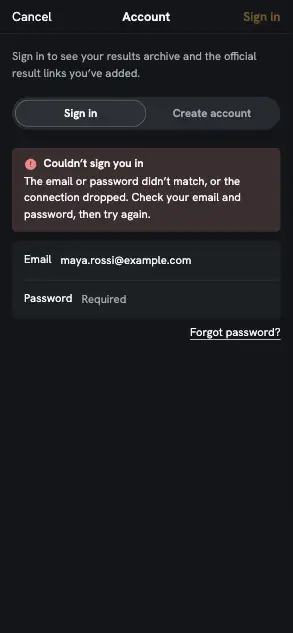 Cancel
Account
Sign in
Sign in to see your results archive and the official
result links you've added.
Sign in
Create account
Couldn't sign you in
The email or password didn't match, or the
connection dropped. Check your email and
password, then try again.
Email maya.rossi@example.com
Password Required
Forgot password?